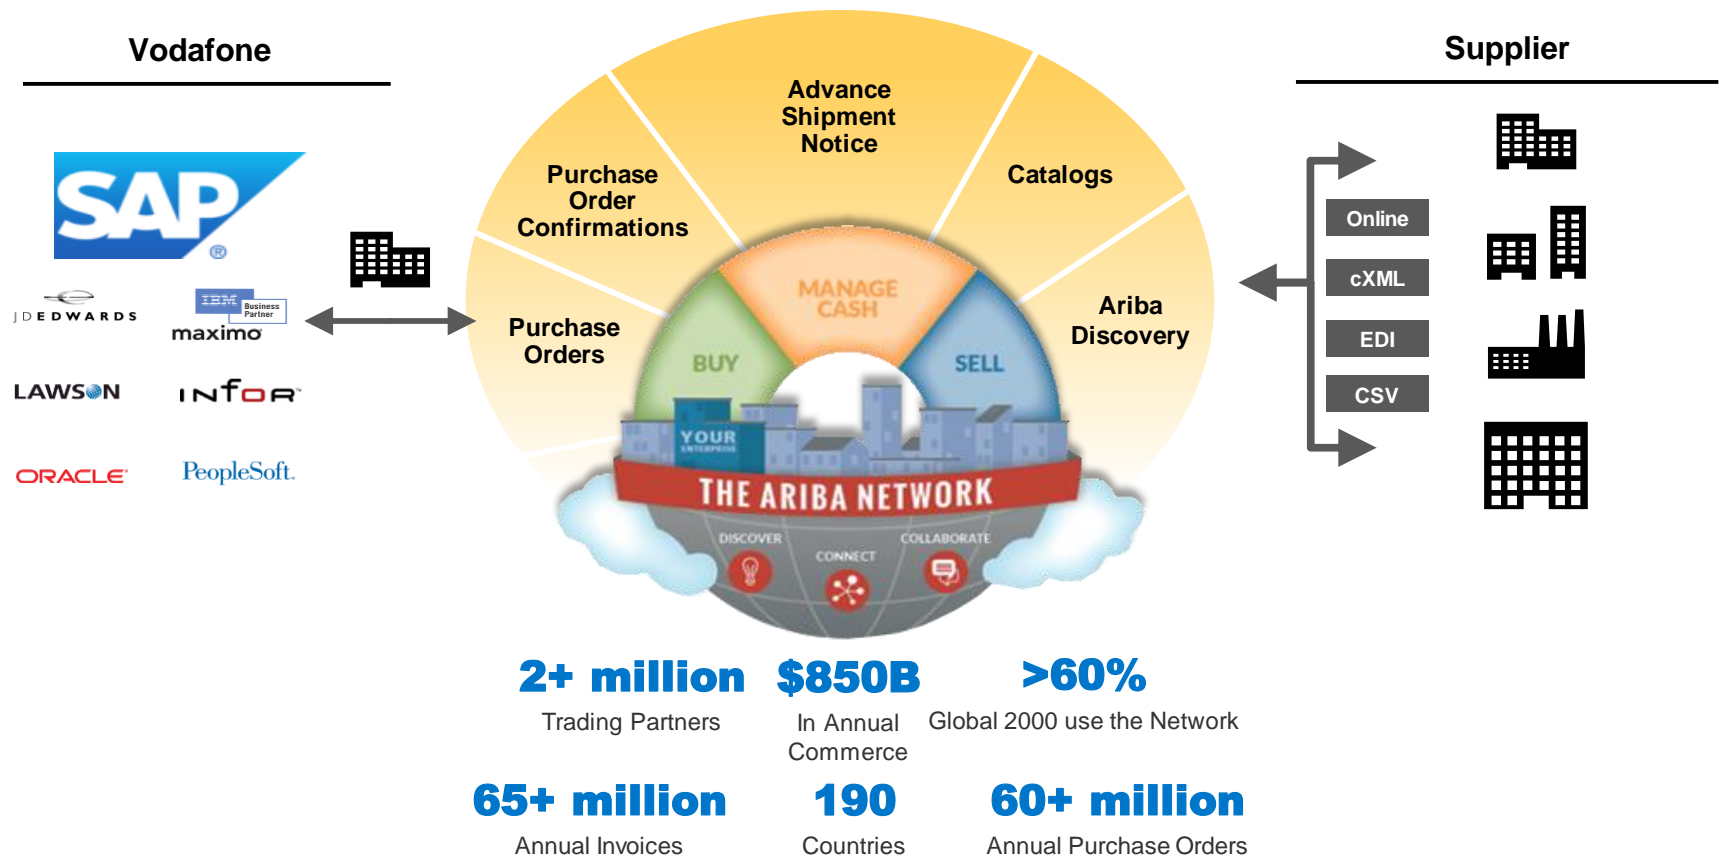 Vodafone
Supplier
SAP
®
JDEDWARDS
IBM
Business
Partner
maximo
LAWSON
INFOR™
ORACLE®
PeopleSoft.
Advance
Shipment
Notice
Purchase
Order
Confirmations
Catalogs
Purchase
Orders
Ariba
Discovery
MANAGE
CASH
BUY
SELL
YOUR
ENTERPRISE
THE ARIBA NETWORK
DISCOVER
CONNECT
COLLABORATE
Online
cXML
EDI
CSV
2+ million
Trading Partners
$850B
In Annual
Commerce
>60%
Global 2000 use the Network
65+ million
Annual Invoices
190
Countries
60+ million
Annual Purchase Orders